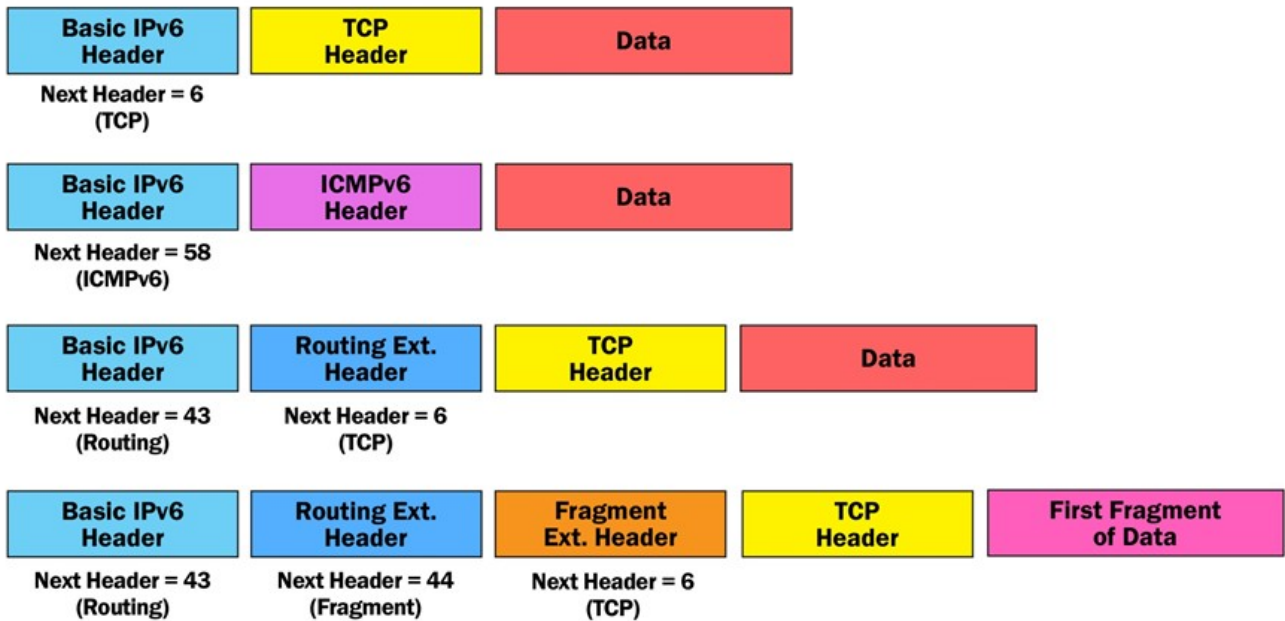 Basic IPv6
Header
TCP
Header
Data
Next Header = 6
(TCP)
Basic IPv6
Header
ICMPv6
Header
Data
Next Header = 58
(ICMPv6)
Basic IPv6
Header
Routing Ext.
Header
TCP
Header
Data
Next Header = 43
(Routing)
Next Header = 6
(TCP)
Basic IPv6
Header
Routing Ext.
Header
Fragment
Ext. Header
TCP
Header
First Fragment
of Data
Next Header = 43
(Routing)
Next Header = 44
(Fragment)
Next Header = 6
(TCP)